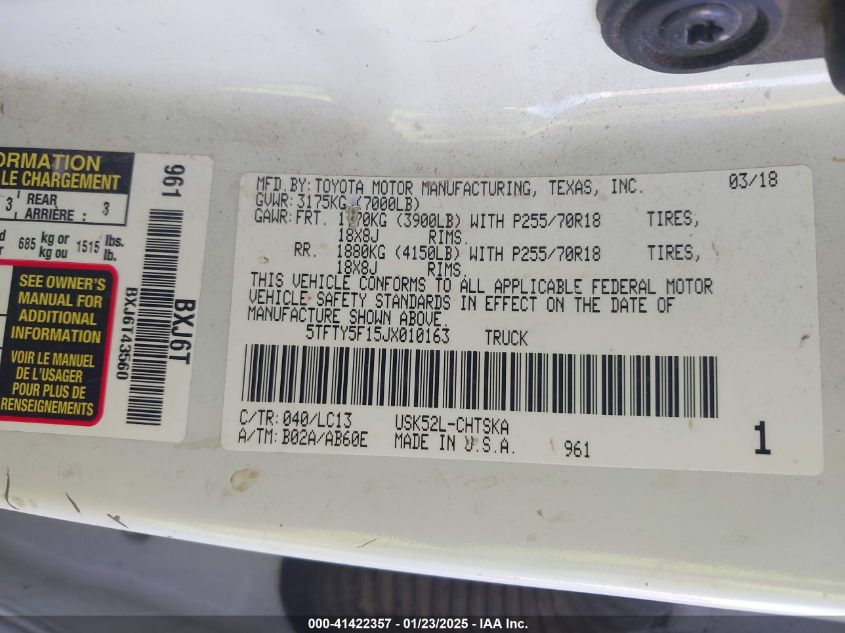 ORMATION
LE CHARGEMENT
3 REAR ARRIÈRE : 3
685 kg or kg ou 1515 lbs. lb.
SEE OWNER'S
MANUAL FOR
ADDITIONAL
INFORMATION
VOIR LE MANUEL
DE L'USAGER
POUR PLUS DE
RENSEIGNEMENTS
961
BXJ6T43560
BXJ6T
MFD.BY:TOYOTA MOTOR MANUFACTURING, TEXAS, INC. 03/18
GVWR:3175KG (7000LB)
GAWR:FRT. (3900LB) WITH P255/70R18 TIRES,
18X8J RIMS.
RR. 1880KG (4150LB) WITH P255/70R18 TIRES,
18X8J RIMS.
THIS VEHICLE CONFORMS TO ALL APPLICABLE FEDERAL MOTOR
VEHICLE SAFETY STANDARDS IN EFFECT ON THE DATE OF
MANUFACTURE SHOWN ABOVE.
5TFTY5F15JX010163 TRUCK
C/TR:040/LC13 USK52L-CHTSKA
A/TM:B02A/AB60E MADE IN U.S.A. 961 1
000-41422357 - 01/23/2025 - IAA Inc.